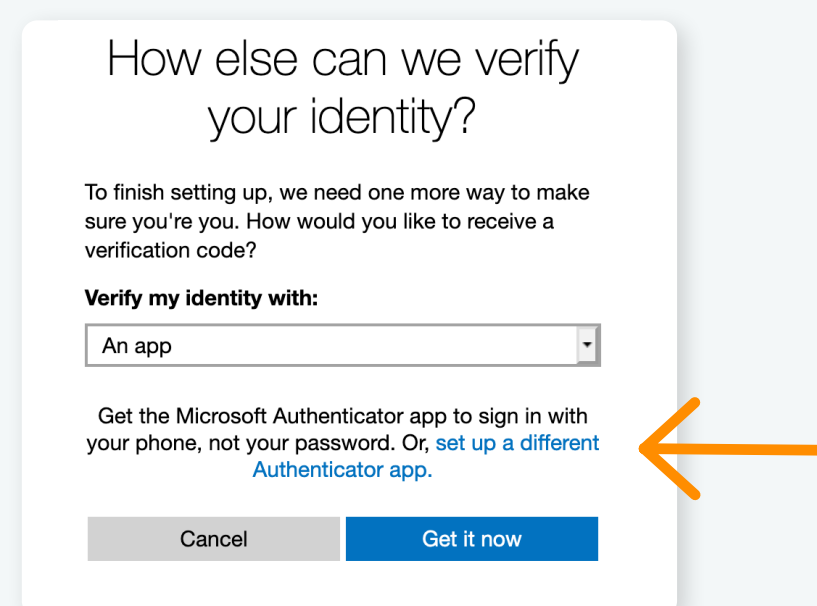 How else can we verify
your identity?
To finish setting up, we need one more way to make
sure you're you. How would you like to receive a
verification code?
Verify my identity with:
An app
Get the Microsoft Authenticator app to sign in with
your phone, not your password. Or, set up a different
Authenticator app.
Cancel
Get it now